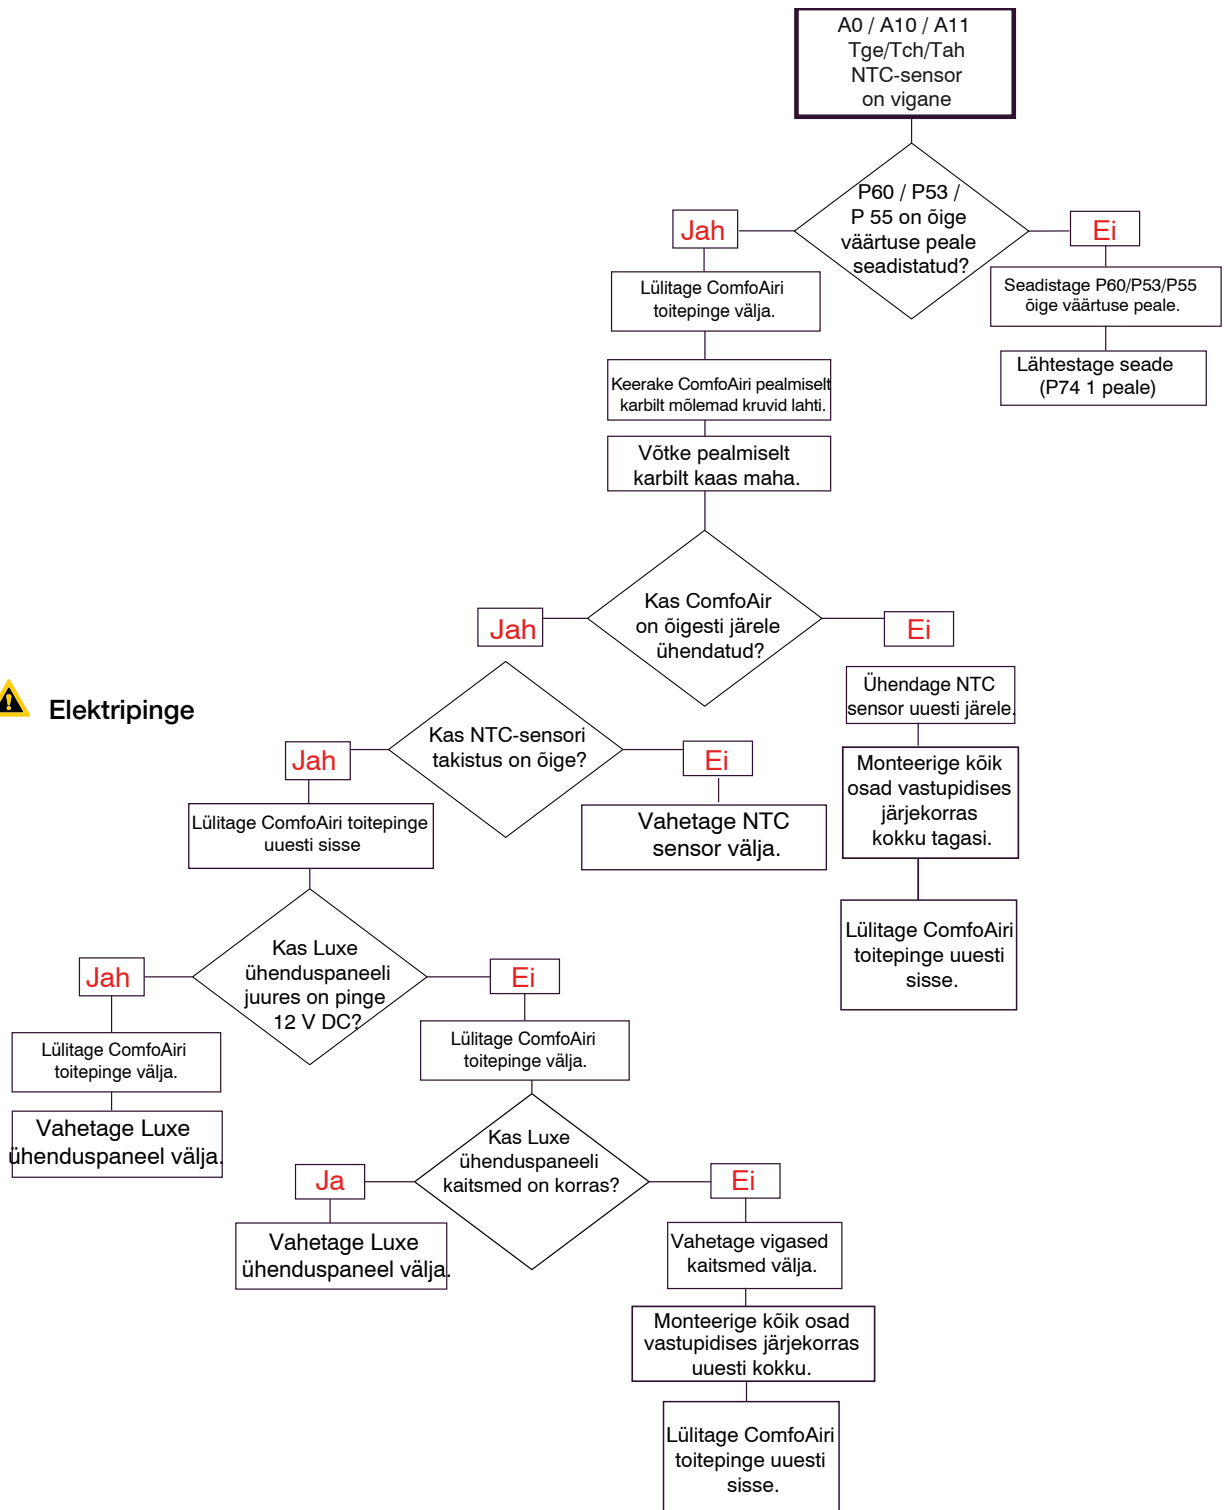 A0 / A10 / A11
Tge/Tch/Tah
NTC-sensor
on vigane
P60 / P53 /
P 55 on õige
väärtuse peale
seadistatud?
Jah
Ei
Lülitage ComfoAiri
toitepinge välja.
Seadistage P60/P53/P55
õige väärtuse peale.
Lähtestage seade
(P74 1 peale)
Keerake ComfoAiri pealmiselt
karbilt mõlemad kruvid lahti.
Võtke pealmiselt
karbilt kaas maha.
Kas ComfoAir
on õigesti järele
ühendatud?
Jah
Ei
Ühendage NTC
sensor uuesti järele.
Monteerige kõik
osad vastupidises
järjekorras
kokku tagasi.
Lülitage ComfoAiri
toitepinge uuesti
sisse.
Elektripinge
Kas NTC-sensori
takistus on õige?
Jah
Ei
Lülitage ComfoAiri toitepinge
uuesti sisse
Vahetage NTC
sensor välja.
Kas Luxe
ühenduspaneeli
juures on pinge
12 V DC?
Jah
Ei
Lülitage ComfoAiri
toitepinge välja.
Vahetage Luxe
ühenduspaneel välja.
Lülitage ComfoAiri
toitepinge välja.
Kas Luxe
ühenduspaneeli
kaitsmed on korras?
Ja
Ei
Vahetage Luxe
ühenduspaneel välja.
Vahetage vigased
kaitsmed välja.
Monteerige kõik osad
vastupidises järjekorras
uuesti kokku.
Lülitage ComfoAiri
toitepinge uuesti
sisse.